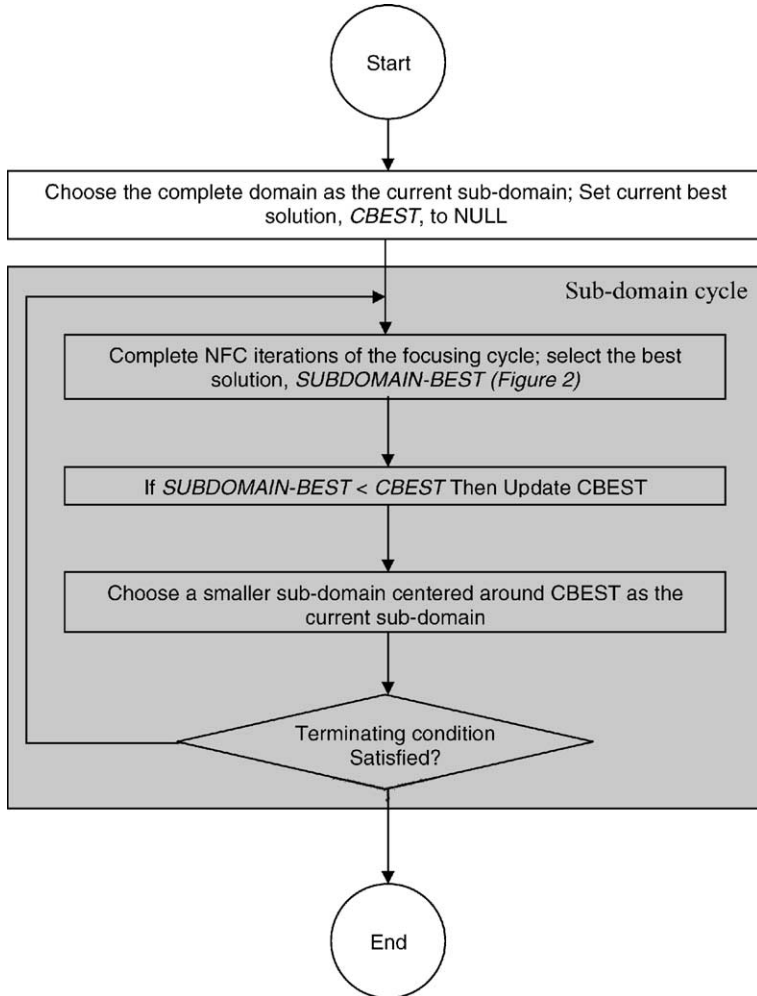 Start
Choose the complete domain as the current sub-domain; Set current best
solution, CBEST, to NULL
Sub-domain cycle
Complete NFC iterations of the focusing cycle; select the best
solution, SUBDOMAIN-BEST (Figure 2)
If SUBDOMAIN-BEST < CBEST Then Update CBEST
Choose a smaller sub-domain centered around CBEST as the
current sub-domain
Terminating condition
Satisfied?
End